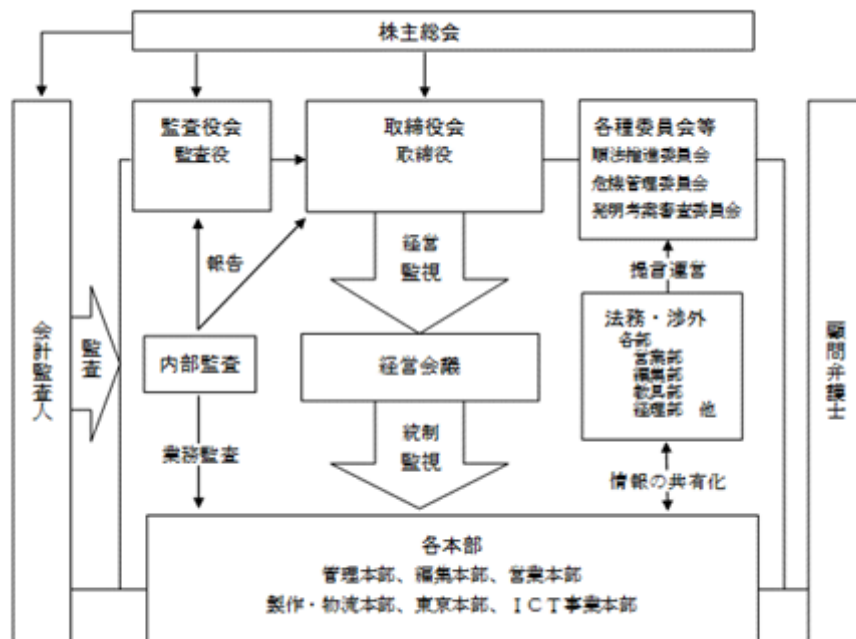 株主総会
監査役会
監査役
取締役会
取締役
各種委員会等
順法推進委員会
危機管理委員会
発明考案審査委員会
経営
監視
報告
提言運営
会計監査人
監査
内部監査
経営会議
法務・渉外
各部
営業部
編集部
教具部
経理部 他
顧問弁護士
業務監査
統制
監視
情報の共有化
各本部
管理本部、編集本部、営業本部
製作・物流本部、東京本部、ICT事業本部